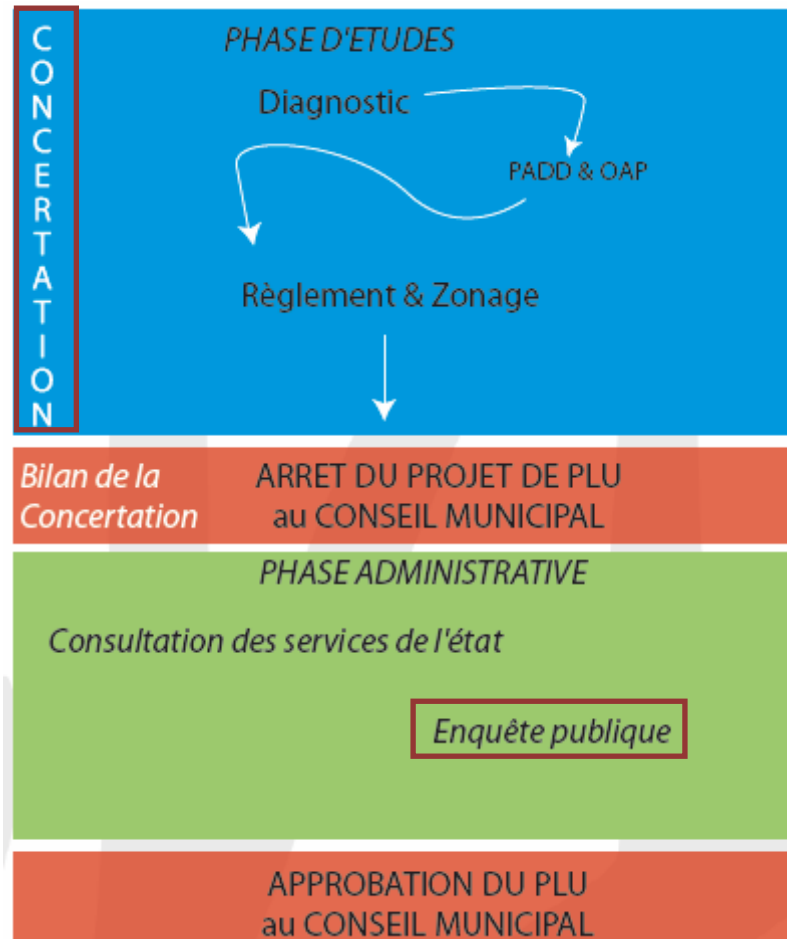 CONCERTATION
PHASE D'ETUDES
Diagnostic
PADD & OAP
Règlement & Zonage
Bilan de la
Concertation
ARRET DU PROJET DE PLU
au CONSEIL MUNICIPAL
PHASE ADMINISTRATIVE
Consultation des services de l'état
Enquête publique
APPROBATION DU PLU
au CONSEIL MUNICIPAL